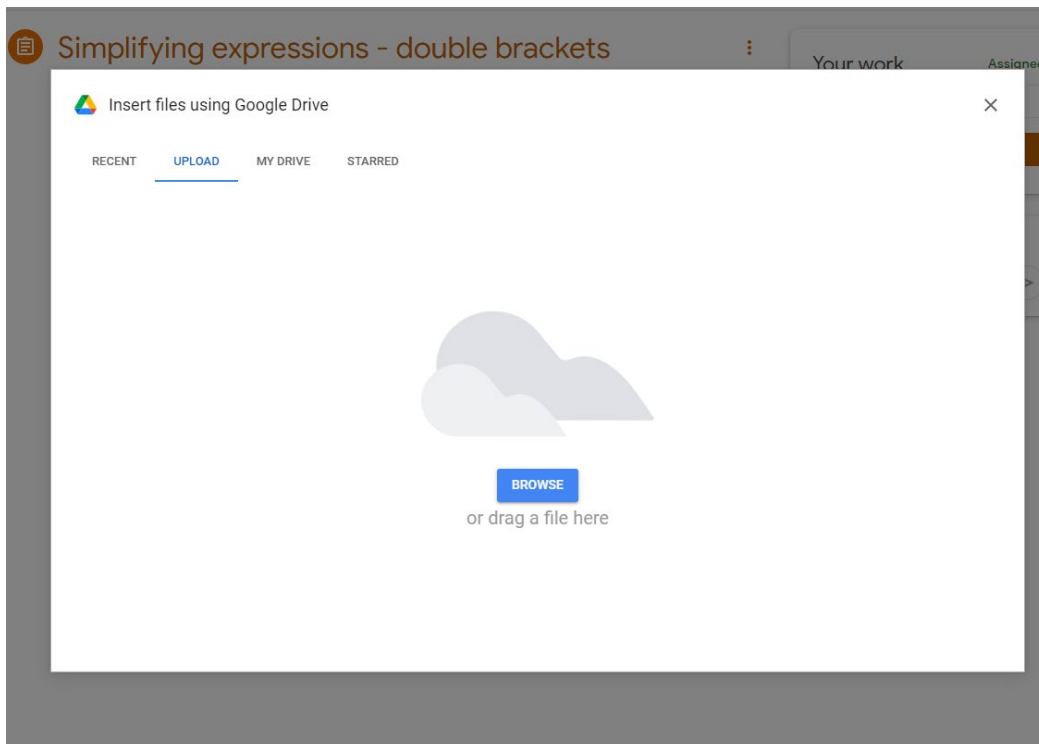 Simplifying expressions - double brackets
Your work
Assigned
Insert files using Google Drive
RECENT UPLOAD MY DRIVE STARRED
BROWSE
or drag a file here